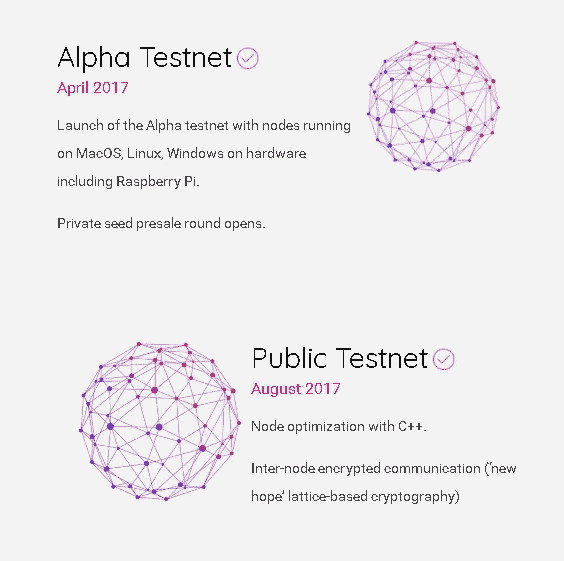 Alpha Testnet
April 2017
Launch of the Alpha testnet with nodes running
on MacOS, Linux, Windows on hardware
including Raspberry Pi.
Private seed presale round opens.
Public Testnet
August 2017
Node optimization with C++.
Inter-node encrypted communication ('new
hope' lattice-based cryptography)